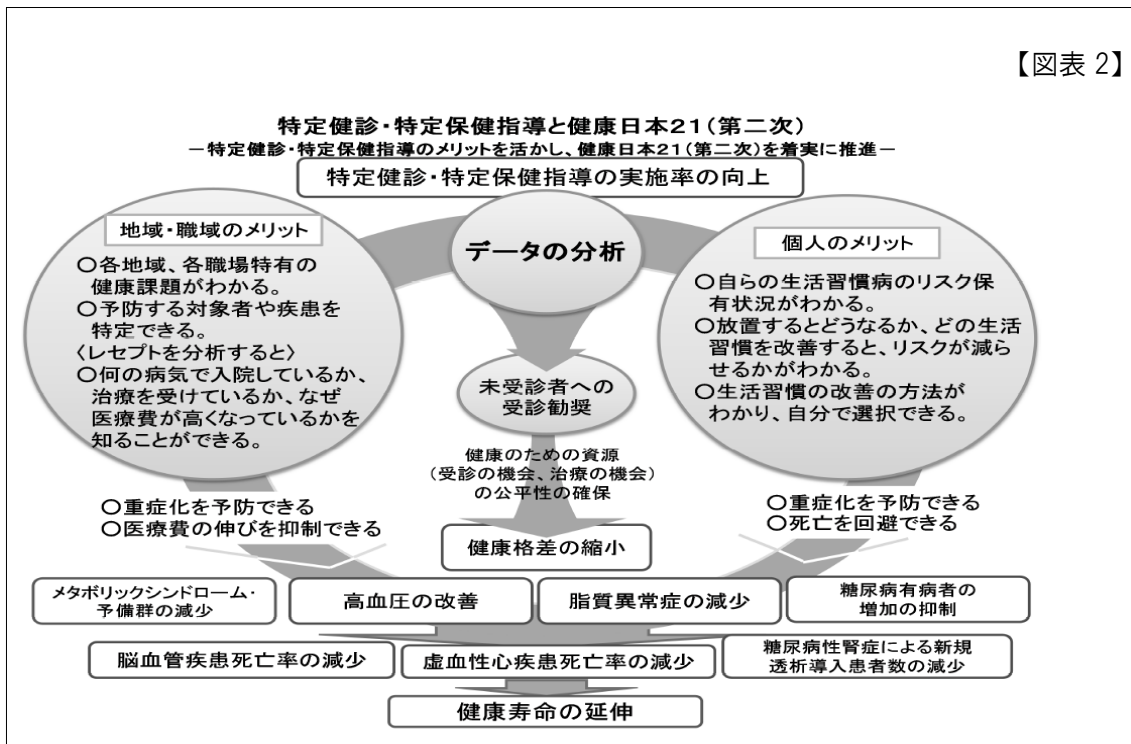 【図表 2】
特定健診・特定保健指導と健康日本21(第二次)
－特定健診・特定保健指導のメリットを活かし、健康日本21(第二次)を着実に推進－
特定健診・特定保健指導の実施率の向上
地域・職域のメリット
○各地域、各職場特有の
健康課題がわかる。
○予防する対象者や疾患を
特定できる。
〈レセプトを分析すると〉
○何の病気で入院しているか、
治療を受けているか、なぜ
医療費が高くなっているかを
知ることができる。
データの分析
個人のメリット
○自らの生活習慣病のリスク保
有状況がわかる。
○放置するとどうなるか、どの生活
習慣を改善すると、リスクが減ら
せるかがわかる。
○生活習慣の改善の方法が
わかり、自分で選択できる。
未受診者への
受診勧奨
健康のための資源
(受診の機会、治療の機会)
の公平性の確保
○重症化を予防できる
○医療費の伸びを抑制できる
○重症化を予防できる
○死亡を回避できる
健康格差の縮小
メタボリックシンドローム・
予備群の減少
高血圧の改善
脂質異常症の減少
糖尿病有病者の
増加の抑制
脳血管疾患死亡率の減少
虚血性心疾患死亡率の減少
糖尿病性腎症による新規
透析導入患者数の減少
健康寿命の延伸